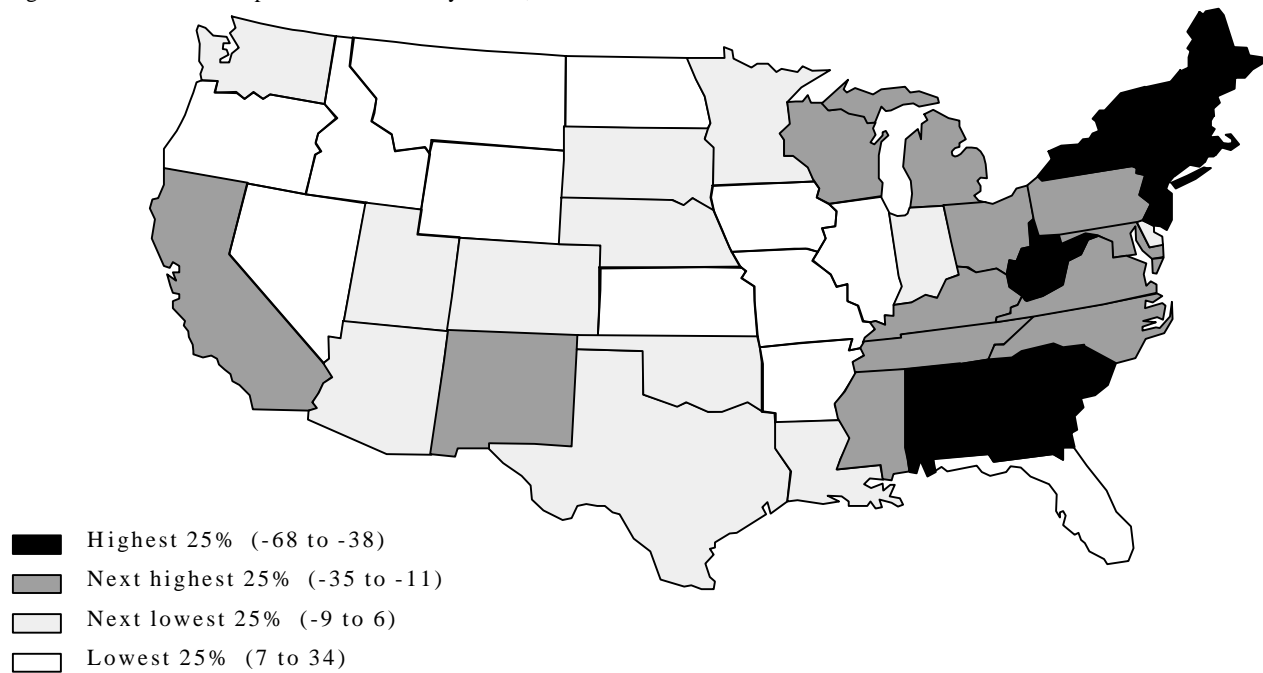 Highest 25% (-68 to -38)
Next highest 25% (-35 to -11)
Next lowest 25% (-9 to 6)
Lowest 25% (7 to 34)